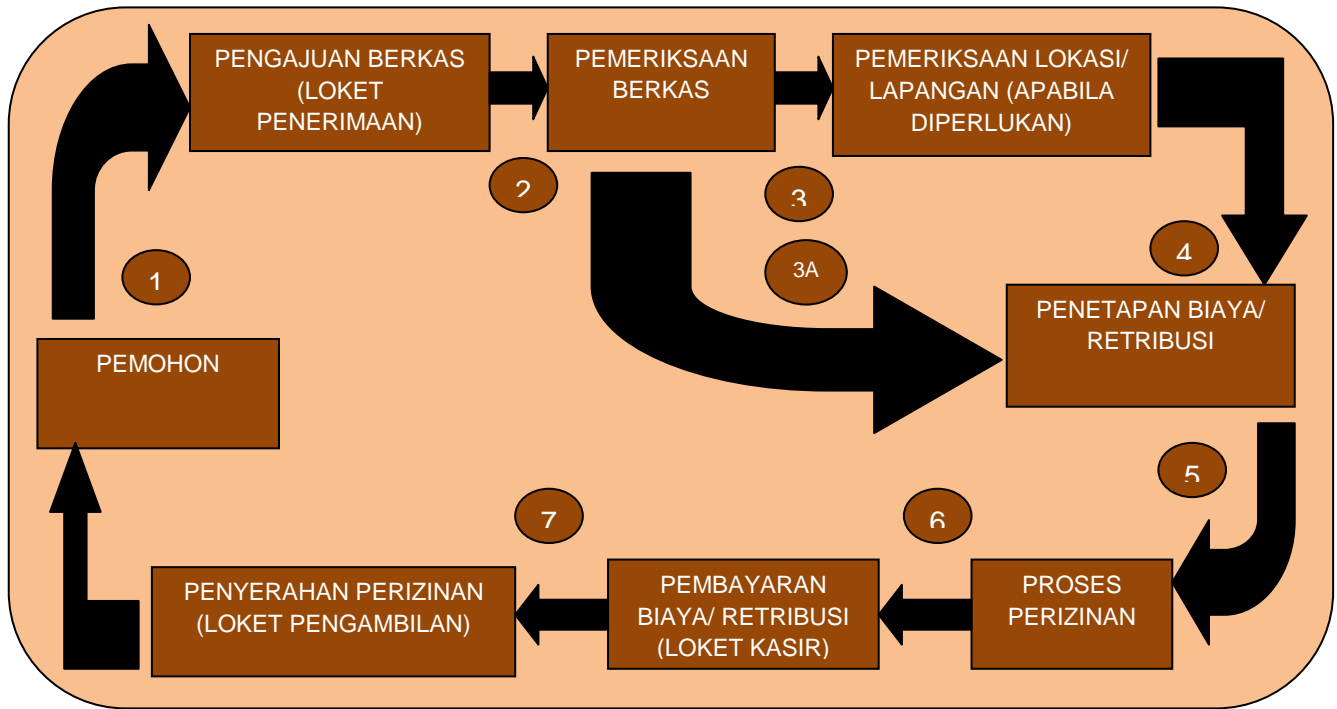 PENGAJUAN BERKAS
(LOKET
PENERIMAAN)
PEMERIKSAAN
BERKAS
PEMERIKSAAN LOKASI/
LAPANGAN (APABILA
DIPERLUKAN)
2
3
3A
1
4
PENETAPAN BIAYA/
RETRIBUSI
PEMOHON
5
7
6
PENYERAHAN PERIZINAN
(LOKET PENGAMBILAN)
PEMBAYARAN
BIAYA/ RETRIBUSI
(LOKET KASIR)
PROSES
PERIZINAN